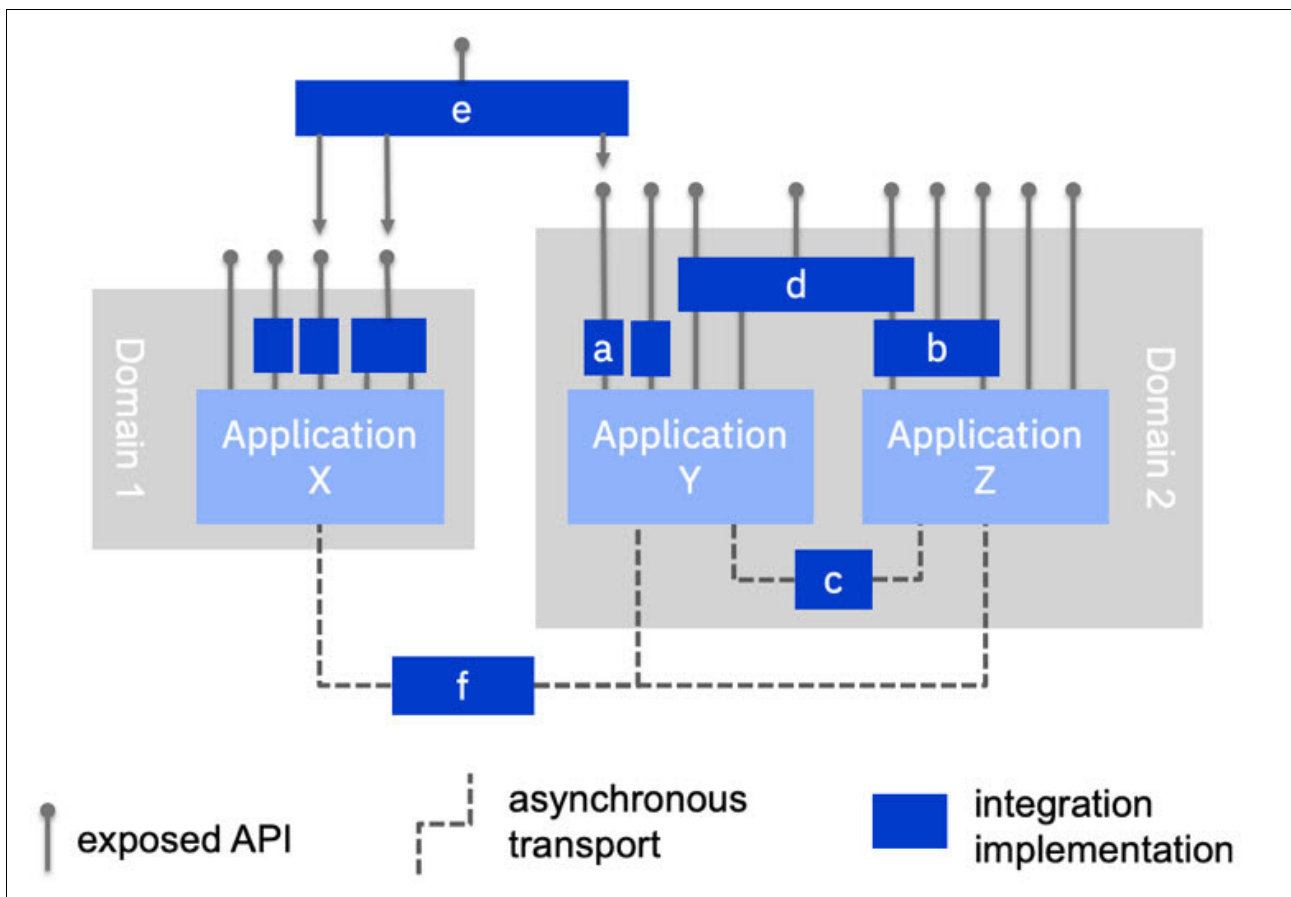 e
d
a
b
Domain 1
Application
X
Application
Y
Application
Z
Domain 2
c
f
exposed API
asynchronous
transport
integration
implementation